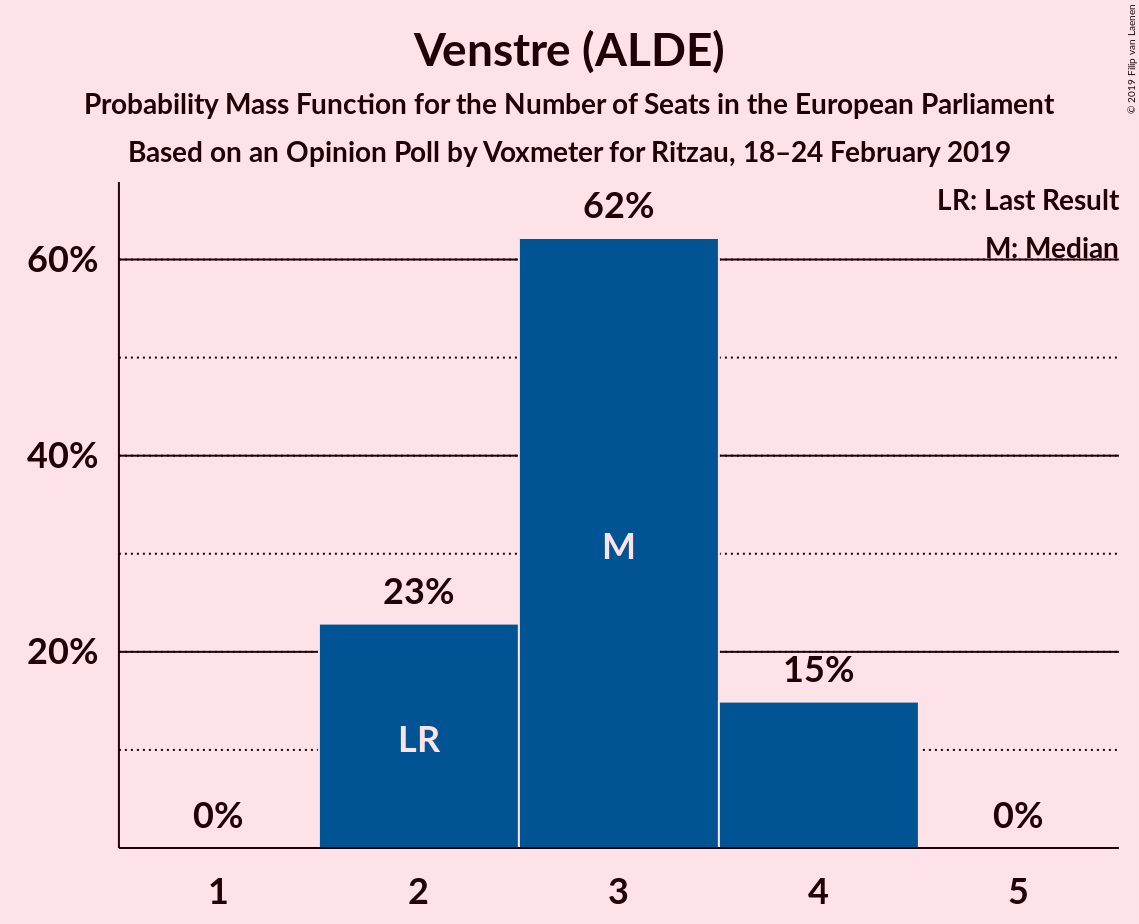 Venstre (ALDE)
Probability Mass Function for the Number of Seats in the European Parliament
Based on an Opinion Poll by Voxmeter for Ritzau, 18–24 February 2019
© 2019 Filip van Laenen
LR: Last Result
M: Median
62%
60%
40%
M
23%
20%
15%
LR
0%
0%
1
2
3
4
5